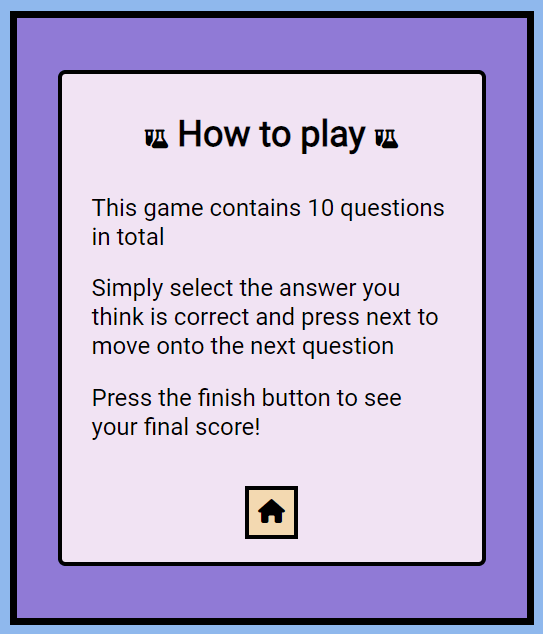 How to play
This game contains 10 questions
in total
Simply select the answer you
think is correct and press next to
move onto the next question
Press the finish button to see
your final score!